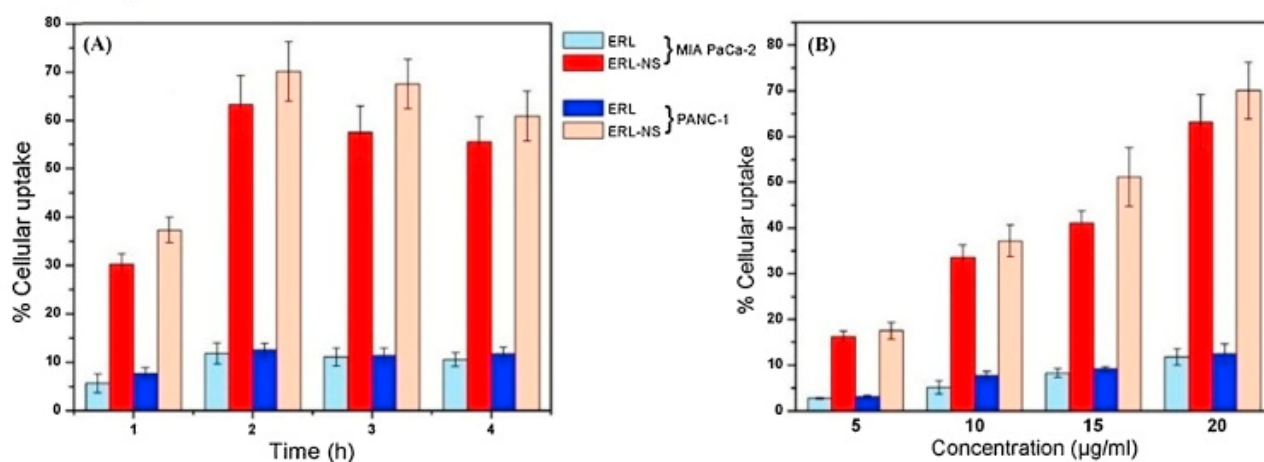 (A)
% Cellular uptake
80
70
60
50
40
30
20
10
0
1 2 3 4
Time (h)
ERL
ERL-NS
} MIA PaCa-2
ERL
ERL-NS
} PANC-1
(B)
% Cellular uptake
80
70
60
50
40
30
20
10
0
5 10 15 20
Concentration (µg/ml)